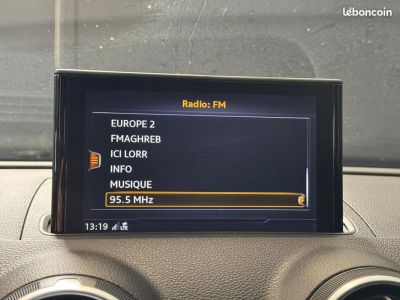 leboncoin
Radio: FM
EUROPE 2
FMAGHREB
ICI LORR
INFO
MUSIQUE
95.5 MHz
13:19